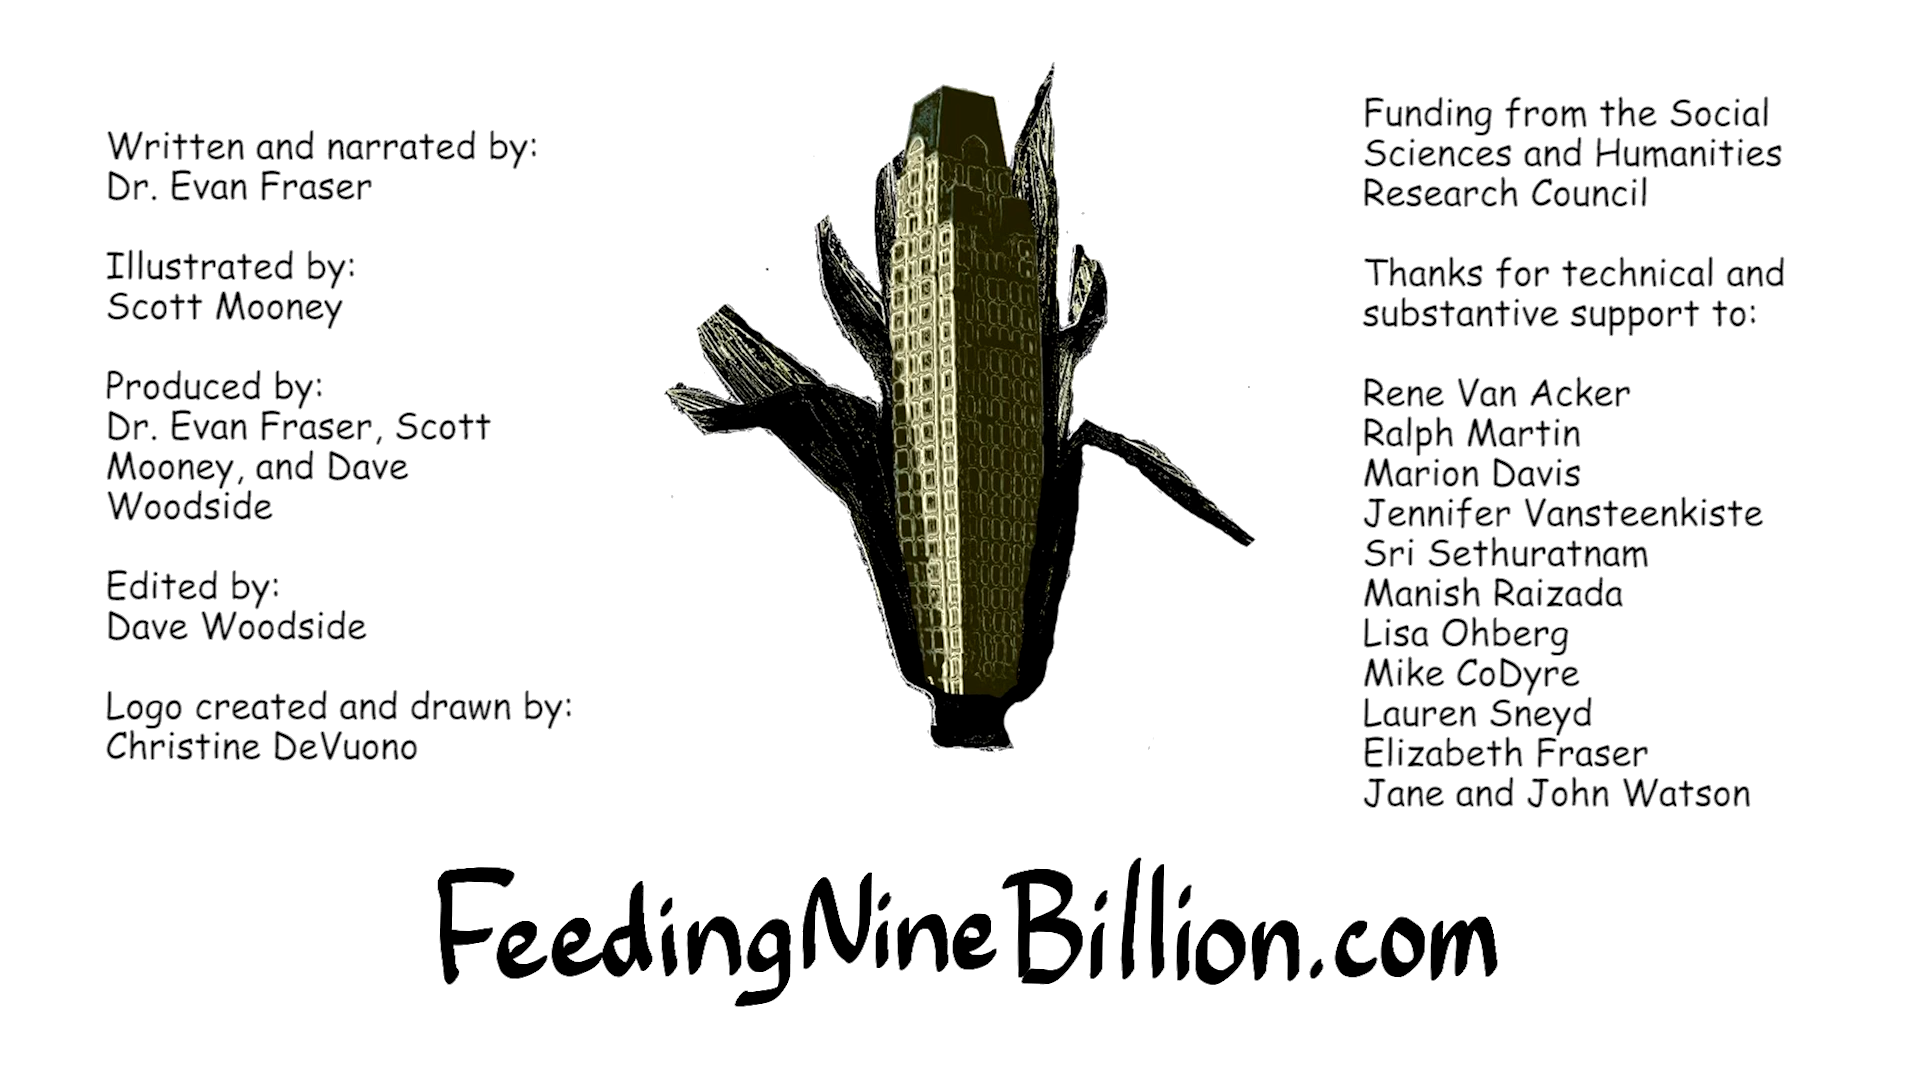 Written and narrated by:
Dr. Evan Fraser
Illustrated by:
Scott Mooney
Produced by:
Dr. Evan Fraser, Scott
Mooney, and Dave
Woodside
Edited by:
Dave Woodside
Logo created and drawn by:
Christine DeVuono
Funding from the Social
Sciences and Humanities
Research Council
Thanks for technical and
substantive support to:
Rene Van Acker
Ralph Martin
Marion Davis
Jennifer Vansteenkiste
Sri Sethuratnam
Manish Raizada
Lisa Ohberg
Mike CoDyre
Lauren Sneyd
Elizabeth Fraser
Jane and John Watson
FeedingNineBillion.com